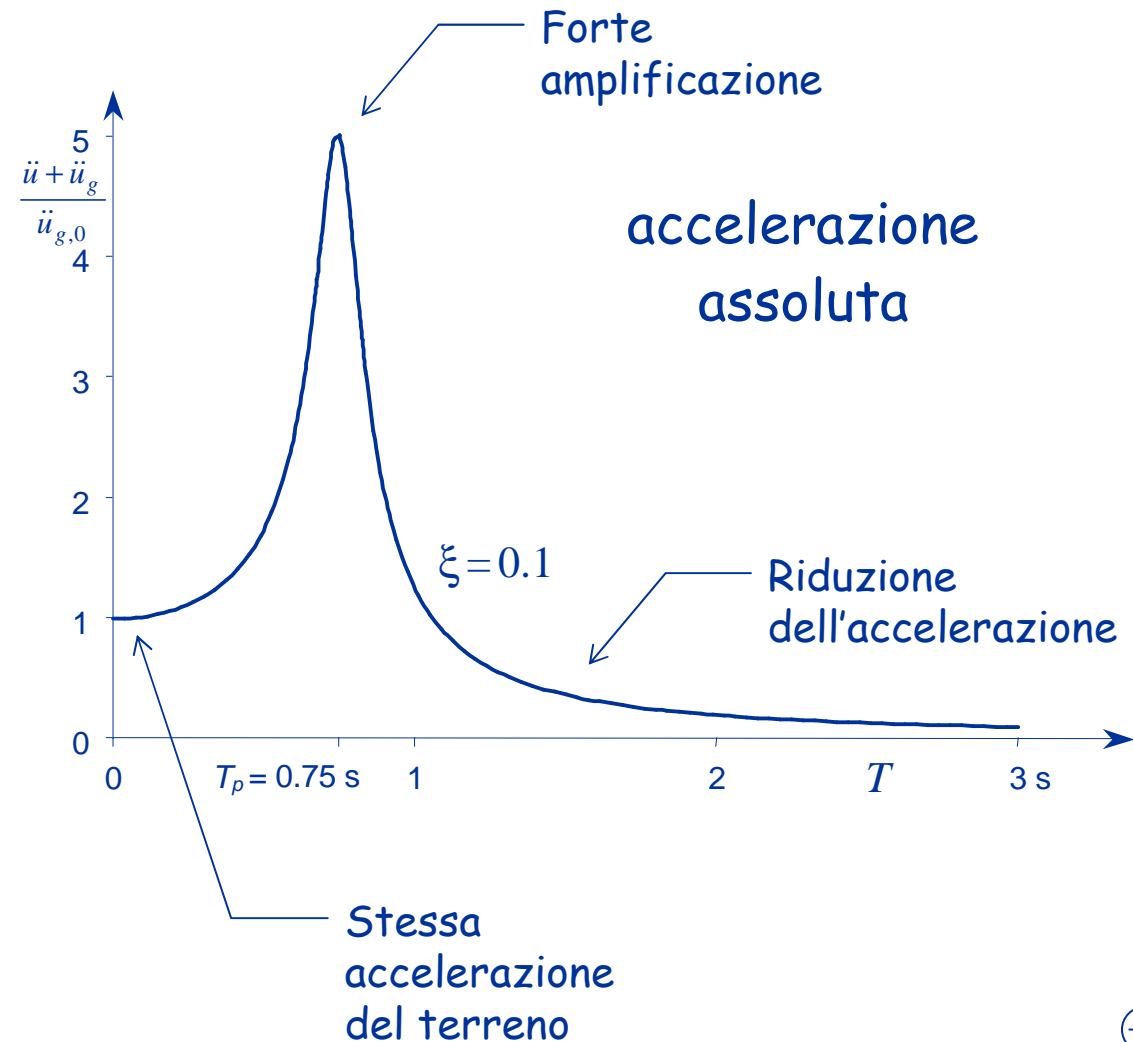 Forte
amplificazione
5
ü + ü_g
ü_{g,0}
4
accelerazione
assoluta
3
2
ξ = 0.1
Riduzione
dell'accelerazione
1
0
0 T_p = 0.75 s 1 2 T 3 s
Stessa
accelerazione
del terreno